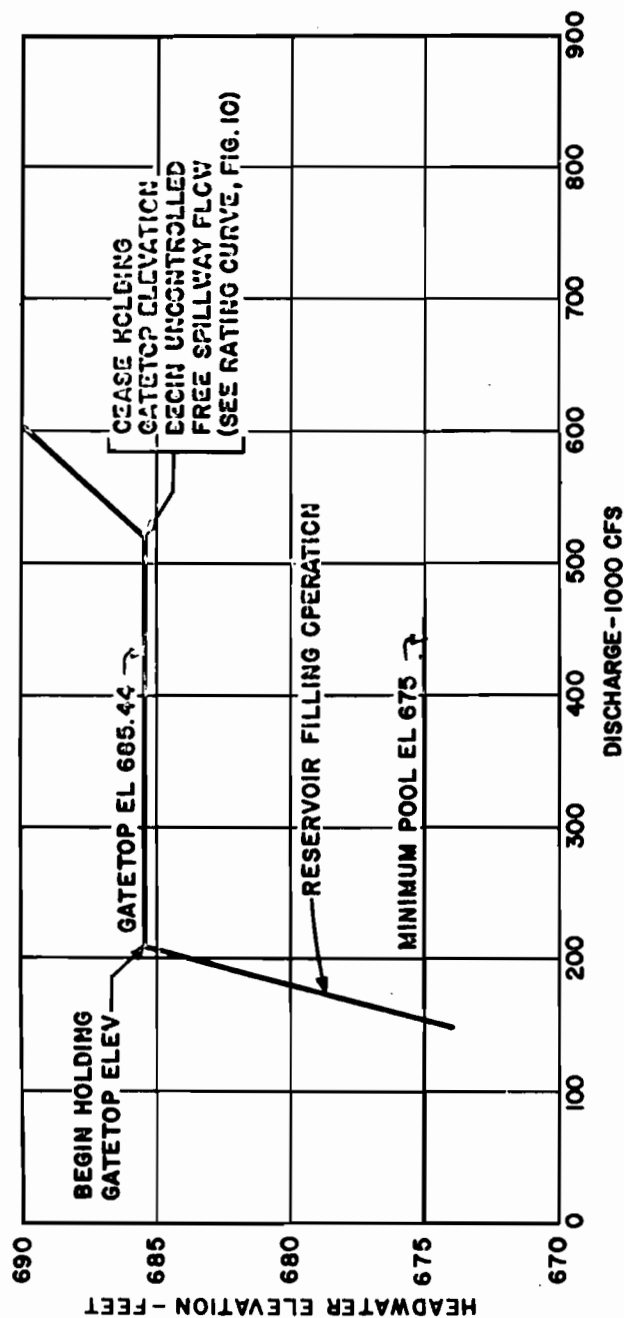 HEADWATER ELEVATION - FEET
690
685
680
675
670
BEGIN HOLDING
GATETOP ELEV
GATETOP EL 685.44
CEASE HOLDING
GATETOP ELEVATION
BEGIN UNCONTROLLED
FREE SPILLWAY FLOW
(SEE RATING CURVE, FIG. 10)
RESERVOIR FILLING OPERATION
MINIMUM POOL EL 675
0
100
200
300
400
500
600
700
800
900
DISCHARGE-1000 CFS